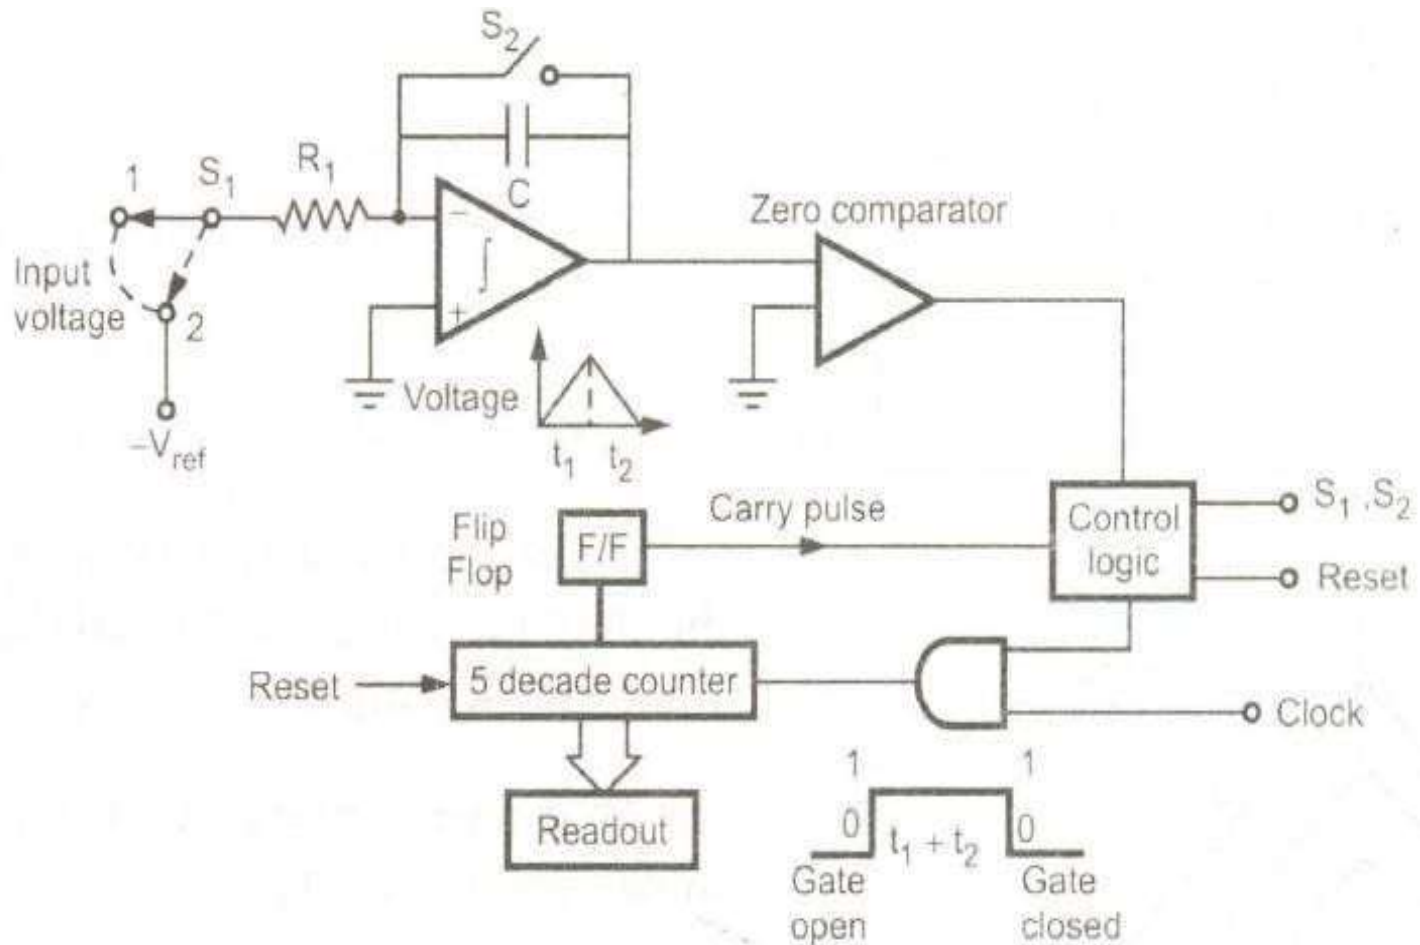 S2
1
S1
R1
C
Zero comparator
Input
voltage
2
−
∫
+
−Vref
Voltage
t1 t2
Flip
Flop
F/F
Carry pulse
Control
logic
S1 .S2
Reset
Reset
5 decade counter
Clock
Readout
1 1
0 t1 + t2 0
Gate Gate
open closed